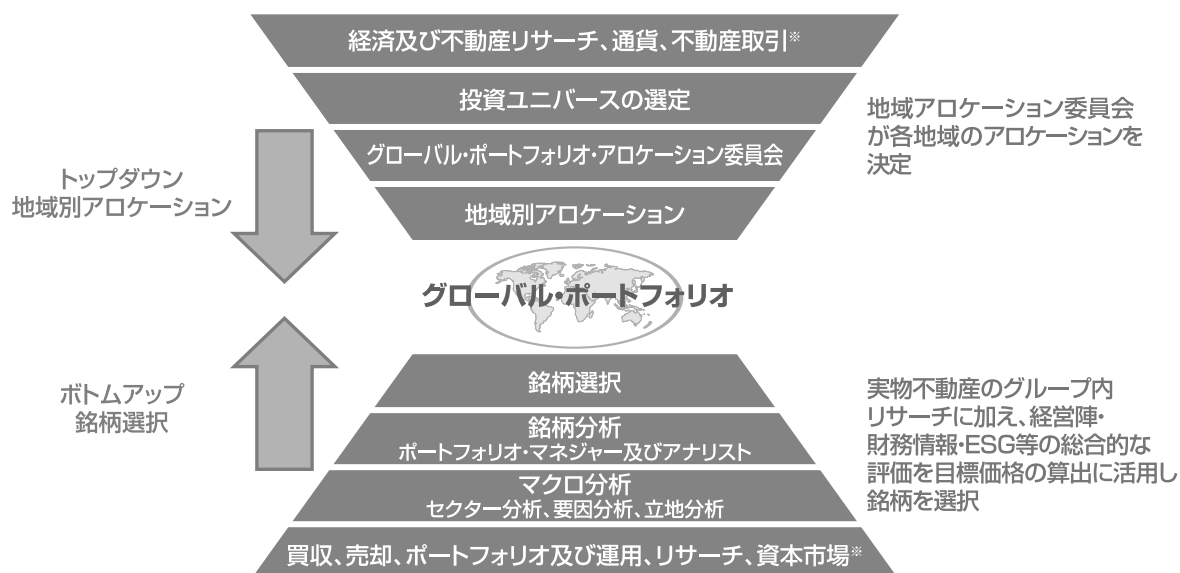 経済及び不動産リサーチ、通貨、不動産取引※
投資ユニバースの選定
グローバル・ポートフォリオ・アロケーション委員会
地域別アロケーション
トップダウン
地域別アロケーション
地域アロケーション委員会
が各地域のアロケーションを
決定
グローバル・ポートフォリオ
ボトムアップ
銘柄選択
銘柄選択
銘柄分析
ポートフォリオ・マネジャー及びアナリスト
マクロ分析
セクター分析、要因分析、立地分析
買収、売却、ポートフォリオ及び運用、リサーチ、資本市場※
実物不動産のグループ内
リサーチに加え、経営陣・
財務情報・ESG等の総合的な
評価を目標価格の算出に活用し
銘柄を選択